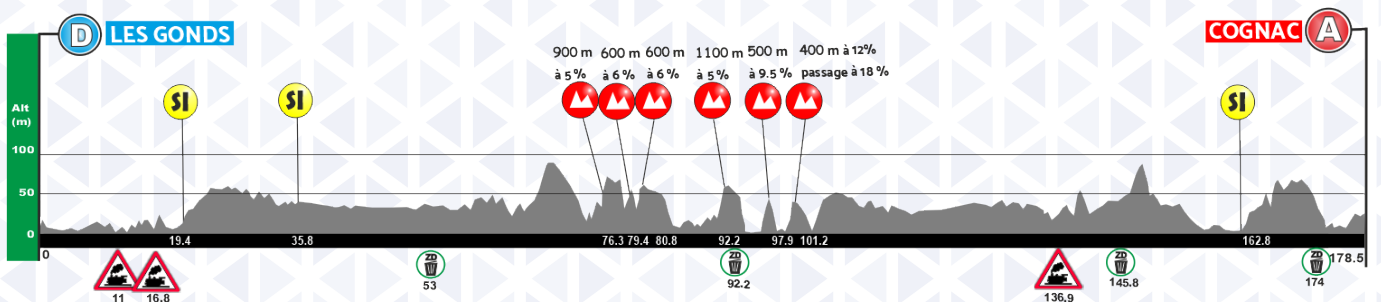 D LES GONDS
COGNAC A
900 m
à 5 %
600 m
à 6 %
600 m
à 6 %
1100 m
à 5 %
500 m
à 9.5 %
400 m à 12%
passage à 18 %
SI
SI
SI
Alt
(m)
100
50
0
19.4
35.8
76.3
79.4
80.8
92.2
97.9
101.2
162.8
0
178.5
11
16.8
ZD
53
ZD
92.2
136.9
ZD
145.8
ZD
174